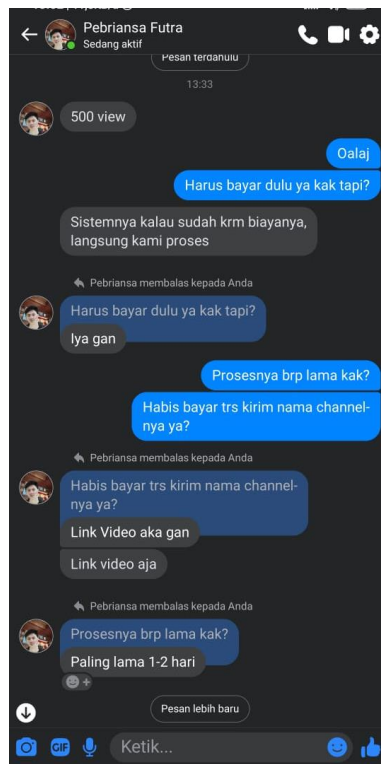 Pebriansa Futra
Sedang aktif
Pesan terdahulu
13:33
500 view
Oalaj
Harus bayar dulu ya kak tapi?
Sistemnya kalau sudah krm biayanya,
langsung kami proses
Pebriansa membalas kepada Anda
Harus bayar dulu ya kak tapi?
Iya gan
Prosesnya brp lama kak?
Habis bayar trs kirim nama channel-
nya ya?
Pebriansa membalas kepada Anda
Habis bayar trs kirim nama channel-
nya ya?
Link Video aka gan
Link video aja
Pebriansa membalas kepada Anda
Prosesnya brp lama kak?
Paling lama 1-2 hari
Pesan lebih baru
GIF
Ketik...